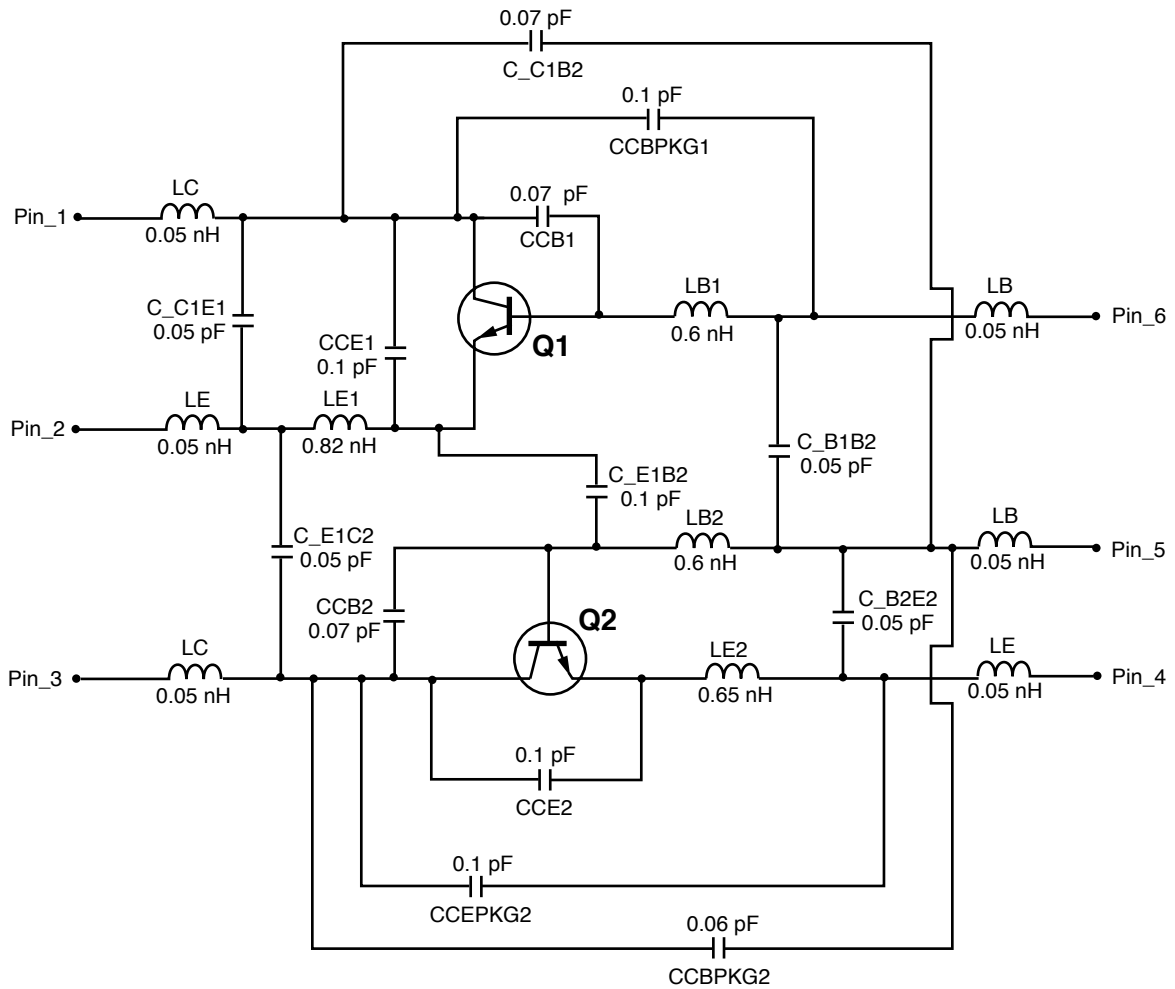 0.07 pF
C_C1B2
0.1 pF
CCBPKG1
LC
0.07 pF
Pin_1
0.05 nH
CCB1
LB1
LB
C_C1E1
0.05 pF
Pin_6
CCE1
0.1 pF
Q1
0.6 nH
0.05 nH
LE
LE1
Pin_2
0.05 nH
0.82 nH
C_B1B2
0.05 pF
C_E1B2
0.1 pF
LB2
LB
C_E1C2
0.05 pF
Pin_5
0.6 nH
0.05 nH
CCB2
0.07 pF
Q2
C_B2E2
0.05 pF
LC
LE2
LE
Pin_3
Pin_4
0.05 nH
0.65 nH
0.05 nH
0.1 pF
CCE2
0.1 pF
CCEPKG2
0.06 pF
CCBPKG2